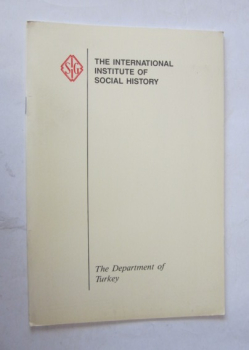 THE INTERNATIONAL
INSTITUTE OF
SOCIAL HISTORY
The Department of
Turkey